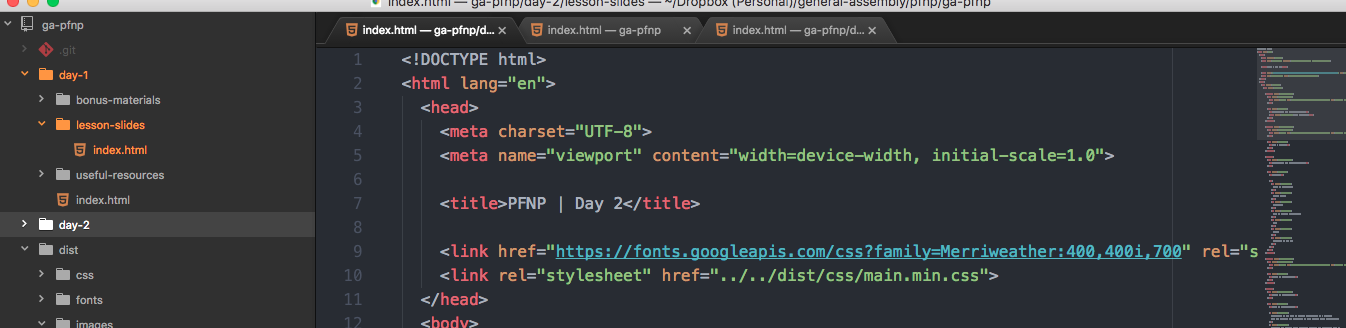 index.html — ga-pfnp/day-2/lesson-slides — ~/Dropbox (Personal)/general-assembly/pfnp/ga-pfnp
ga-pfnp
.git
day-1
bonus-materials
lesson-slides
index.html
useful-resources
index.html
day-2
dist
css
fonts
images
index.html — ga-pfnp/d...
index.html — ga-pfnp
index.html — ga-pfnp/d...
1 <!DOCTYPE html>
2 <html lang="en">
3 <head>
4 <meta charset="UTF-8">
5 <meta name="viewport" content="width=device-width, initial-scale=1.0">
6
7 <title>PFNP | Day 2</title>
8
9 <link href="https://fonts.googleapis.com/css?family=Merriweather:400,400i,700" rel="s
10 <link rel="stylesheet" href="../../dist/css/main.min.css">
11 </head>
12 <body>